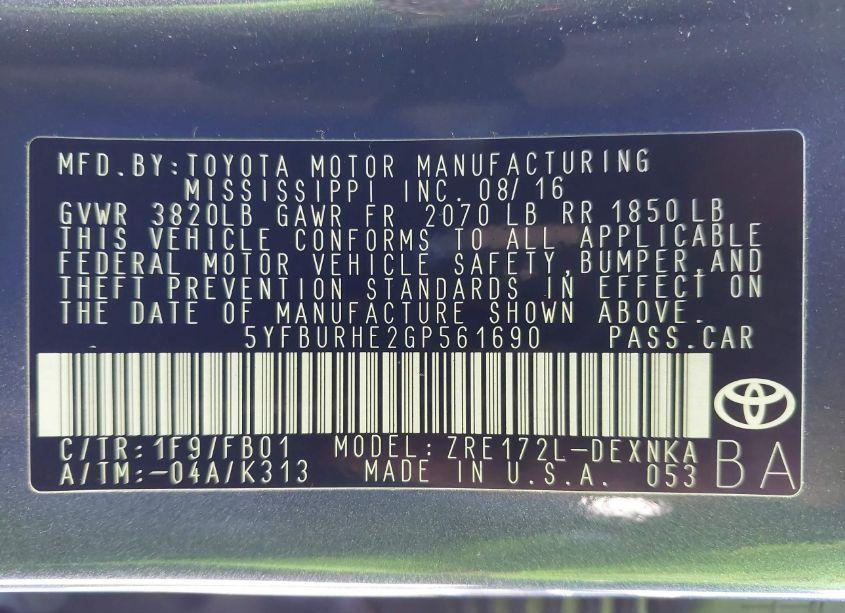 MFD.BY:TOYOTA MOTOR MANUFACTURING
MISSISSIPPI INC. 08/16
GVWR 3820LB GAWR FR 2070 LB RR 1850LB
THIS VEHICLE CONFORMS TO ALL APPLICABLE
FEDERAL MOTOR VEHICLE SAFETY,BUMPER,AND
THEFT PREVENTION STANDARDS IN EFFECT ON
THE DATE OF MANUFACTURE SHOWN ABOVE.
5YFBURHE2GP561690 PASS.CAR
C/TR:1F9/FB01 MODEL:ZRE172L-DEXNKA
A/TM:-04A/K313 MADE IN U.S.A. 053 BA